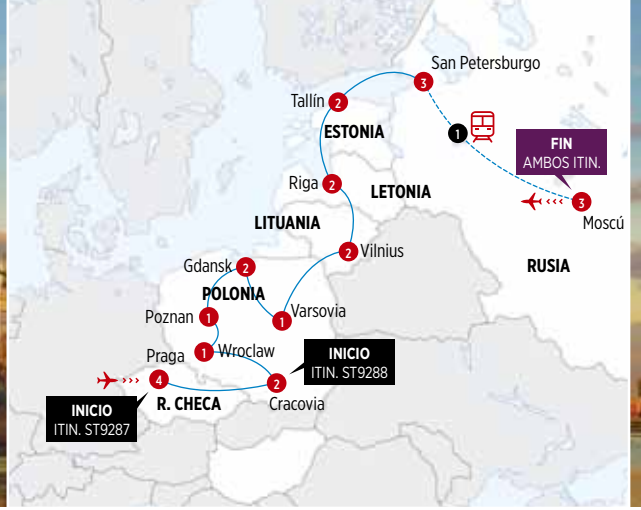 San Petersburgo
3
Tallín 2
ESTONIA
1
FIN
AMBOS ITIN.
Riga 2
LETONIA
3
Moscú
LITUANIA
2 Vilnius
RUSIA
Gdansk 2
POLONIA
Poznan 1
1 Varsovia
Praga
1 Wroclaw
INICIO
ITIN. ST9288
4
2
R. CHECA
Cracovia
INICIO
ITIN. ST9287